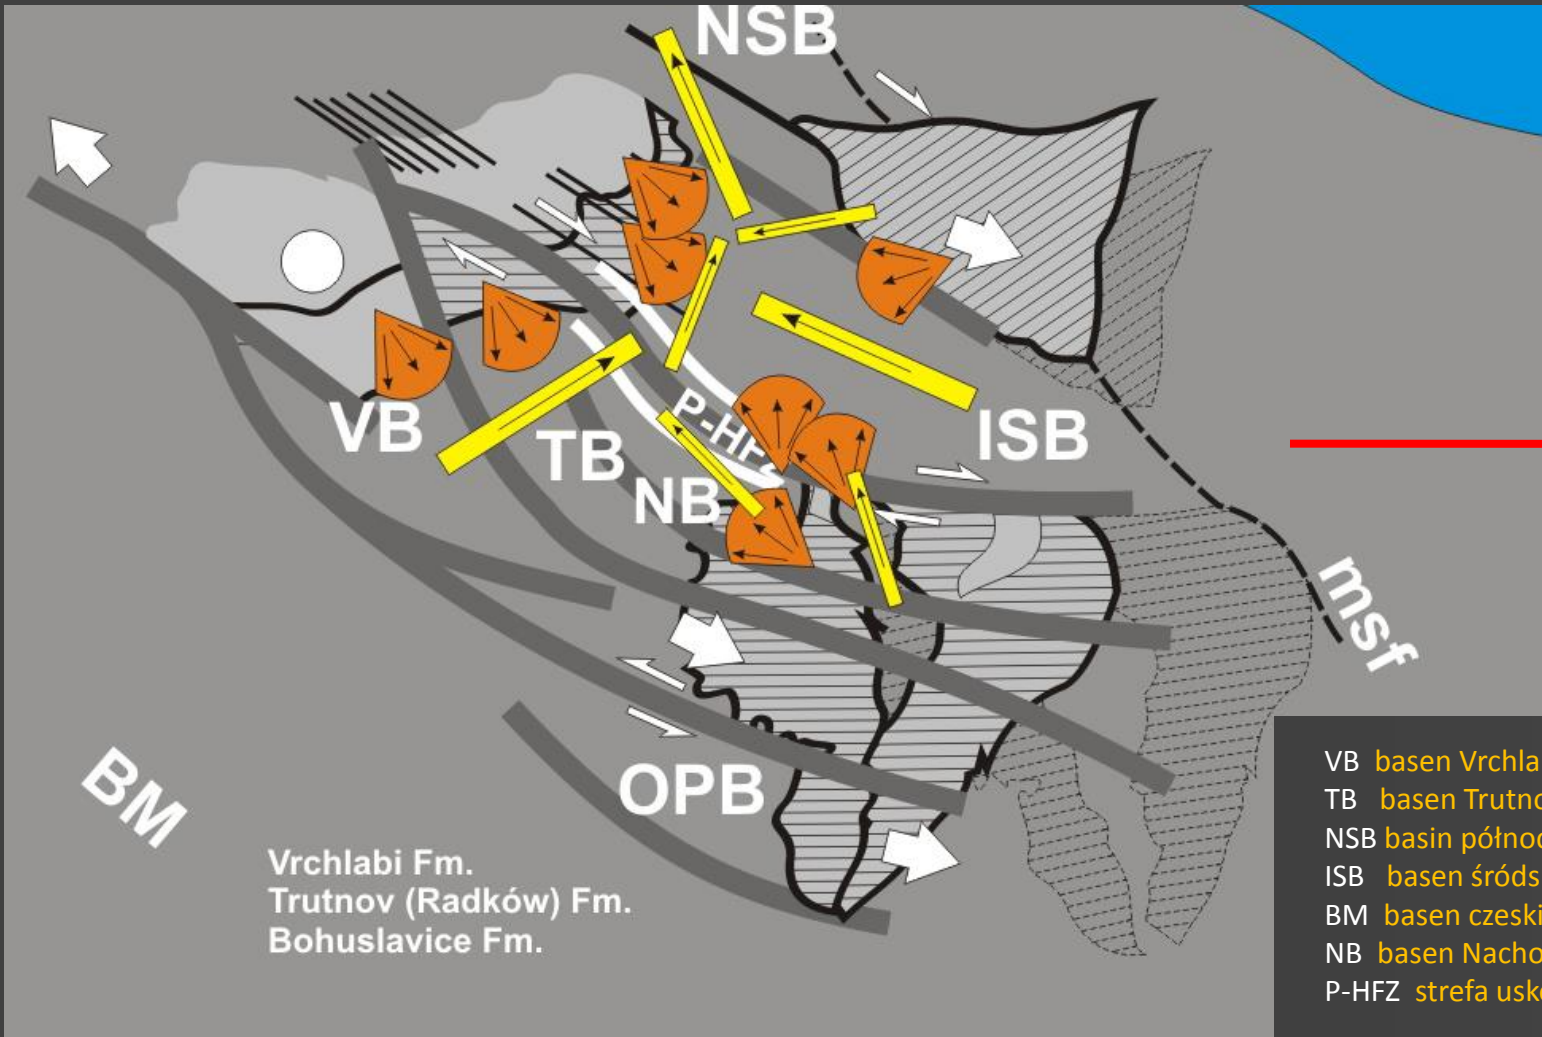 NSB
VB
TB
P-HFZ
ISB
NB
msf
OPB
BM
Vrchlabi Fm.
Trutnov (Radków) Fm.
Bohuslavice Fm.
VB basen Vrchla
TB basen Trutno
NSB basin północ
ISB basen śróds
BM basen czeski
NB basen Nacho
P-HFZ strefa usk